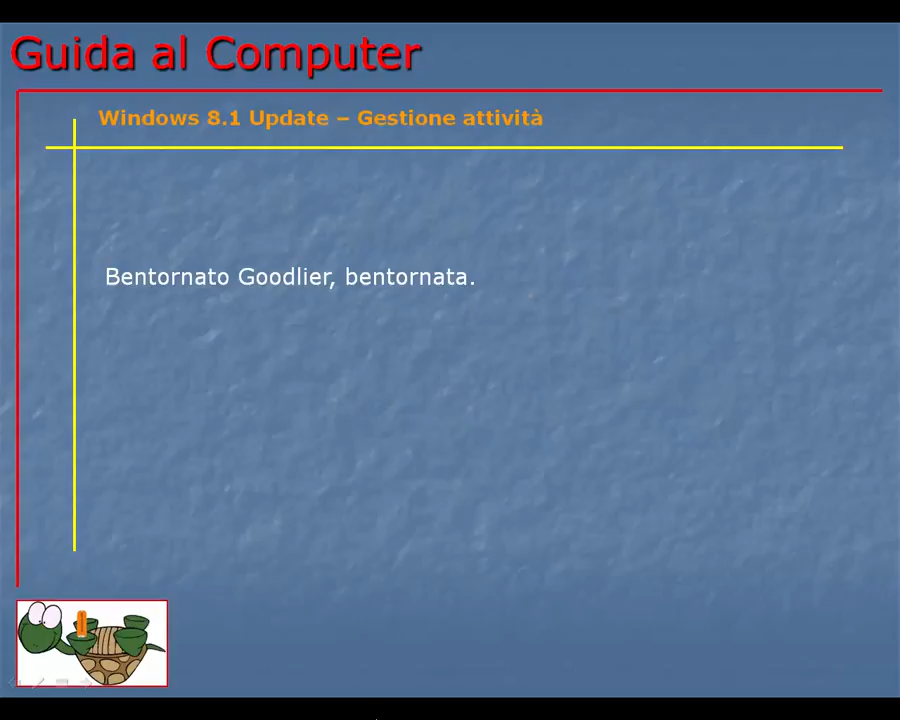 Guida al Computer
Windows 8.1 Update – Gestione attività
Bentornato Goodlier, bentornata.